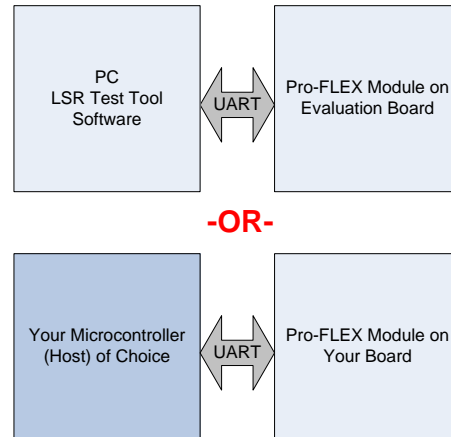 PC
LSR Test Tool
Software
UART
Pro-FLEX Module on
Evaluation Board
-OR-
Your Microcontroller
(Host) of Choice
UART
Pro-FLEX Module on
Your Board